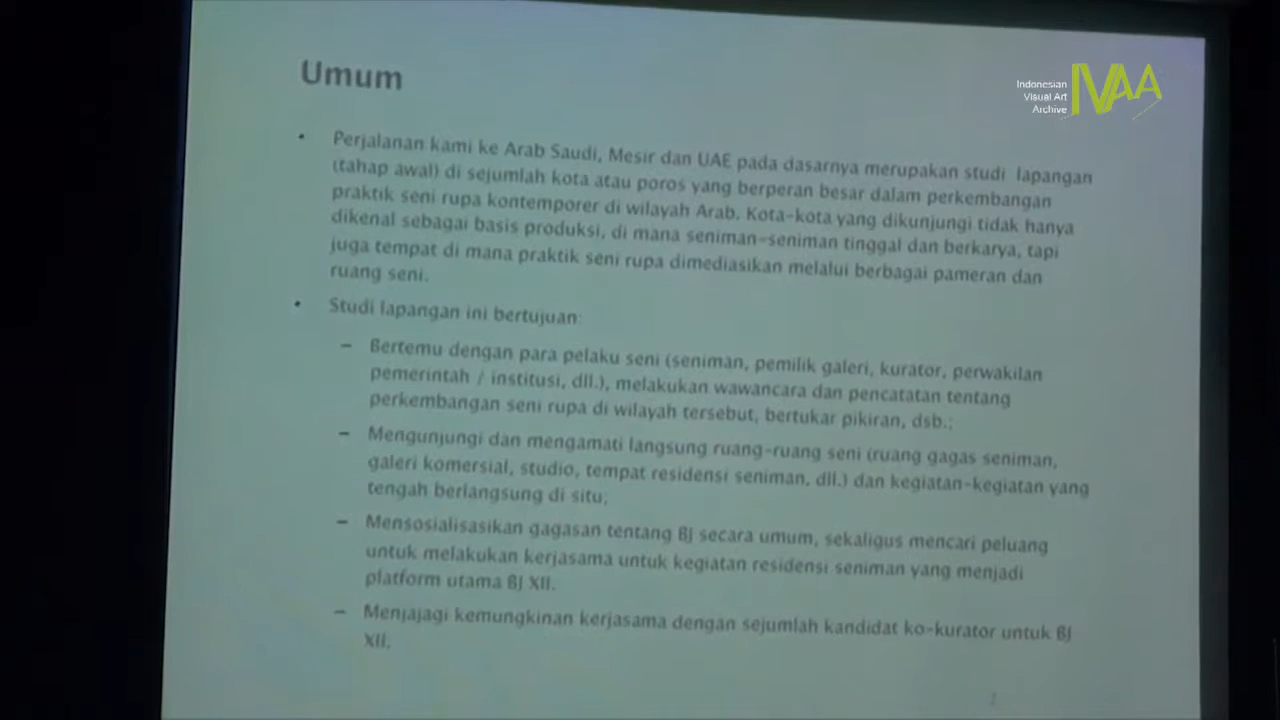 Umum
Indonesian
Visual Art
Archive
IVAA
• Perjalanan kami ke Arab Saudi, Mesir dan UAE pada dasarnya merupakan studi lapangan
(tahap awal) di sejumlah kota atau poros yang berperan besar dalam perkembangan
praktik seni rupa kontemporer di wilayah Arab. Kota-kota yang dikunjungi tidak hanya
dikenal sebagai basis produksi, di mana seniman-seniman tinggal dan berkarya, tapi
juga tempat di mana praktik seni rupa dimediasikan melalui berbagai pameran dan
ruang seni.
• Studi lapangan ini bertujuan:
– Bertemu dengan para pelaku seni (seniman, pemilik galeri, kurator, perwakilan
pemerintah / institusi, dll.), melakukan wawancara dan pencatatan tentang
perkembangan seni rupa di wilayah tersebut, bertukar pikiran, dsb.;
– Mengunjungi dan mengamati langsung ruang-ruang seni (ruang gagas seniman,
galeri komersial, studio, tempat residensi seniman, dll.) dan kegiatan-kegiatan yang
tengah berlangsung di situ;
– Mensosialisasikan gagasan tentang BJ secara umum, sekaligus mencari peluang
untuk melakukan kerjasama untuk kegiatan residensi seniman yang menjadi
platform utama BJ XII.
– Menjajagi kemungkinan kerjasama dengan sejumlah kandidat ko-kurator untuk BJ
XII.